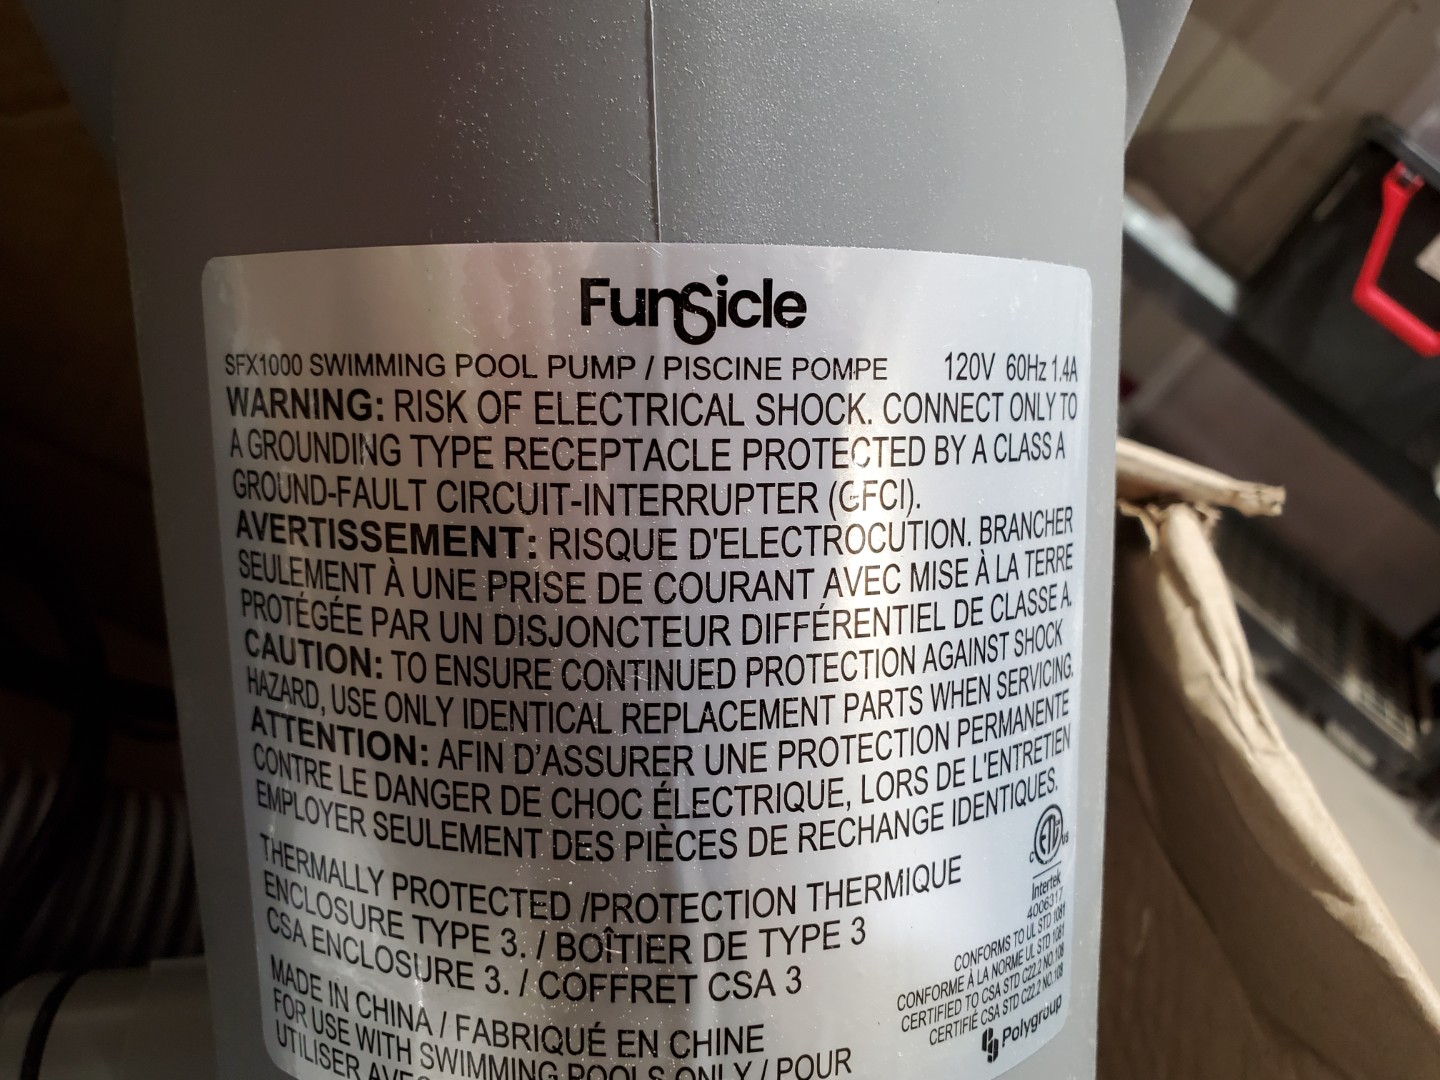 FunSicle
SFX1000 SWIMMING POOL PUMP / PISCINE POMPE 120V 60Hz 1.4A
WARNING: RISK OF ELECTRICAL SHOCK. CONNECT ONLY TO
A GROUNDING TYPE RECEPTACLE PROTECTED BY A CLASS A
GROUND-FAULT CIRCUIT-INTERRUPTER (GFCI).
AVERTISSEMENT: RISQUE D'ELECTROCUTION. BRANCHER
SEULEMENT À UNE PRISE DE COURANT AVEC MISE À LA TERRE
PROTÉGÉE PAR UN DISJONCTEUR DIFFÉRENTIEL DE CLASSE A.
CAUTION: TO ENSURE CONTINUED PROTECTION AGAINST SHOCK
HAZARD, USE ONLY IDENTICAL REPLACEMENT PARTS WHEN SERVICING.
ATTENTION: AFIN D'ASSURER UNE PROTECTION PERMANENTE
CONTRE LE DANGER DE CHOC ÉLECTRIQUE, LORS DE L'ENTRETIEN
EMPLOYER SEULEMENT DES PIÈCES DE RECHANGE IDENTIQUES.
THERMALLY PROTECTED /PROTECTION THERMIQUE
ENCLOSURE TYPE 3. / BOÎTIER DE TYPE 3
CSA ENCLOSURE 3. / COFFRET CSA 3
MADE IN CHINA / FABRIQUÉ EN CHINE
FOR USE WITH SWIMMING POOLS ONLY / POUR
UTILISER AVEC
C ETL US
Intertek
4006317
CONFORMS TO UL STD 1081
CONFORME À LA NORME UL STD 1081
CERTIFIED TO CSA STD C22.2 NO.108
CERTIFIÉ CSA STD C22.2 NO.108
Polygroup